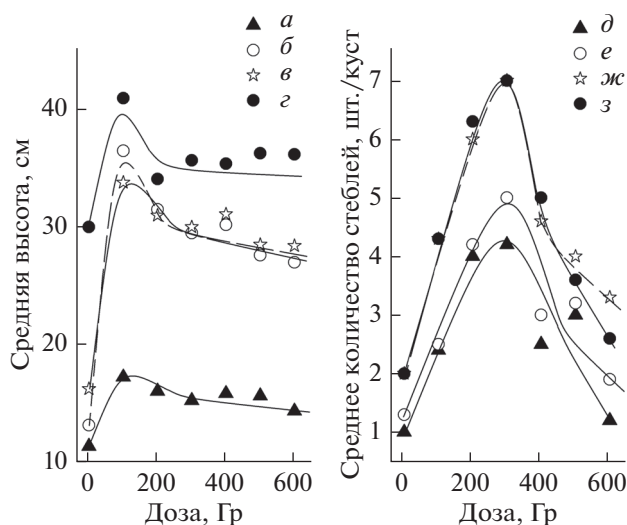 а
б
в
г
40
30
20
10
0
200
400
600
Средняя высота, см
Доза, Гр
д
е
ж
з
7
6
5
4
3
2
1
0
200
400
600
Среднее количество стеблей, шт./куст
Доза, Гр